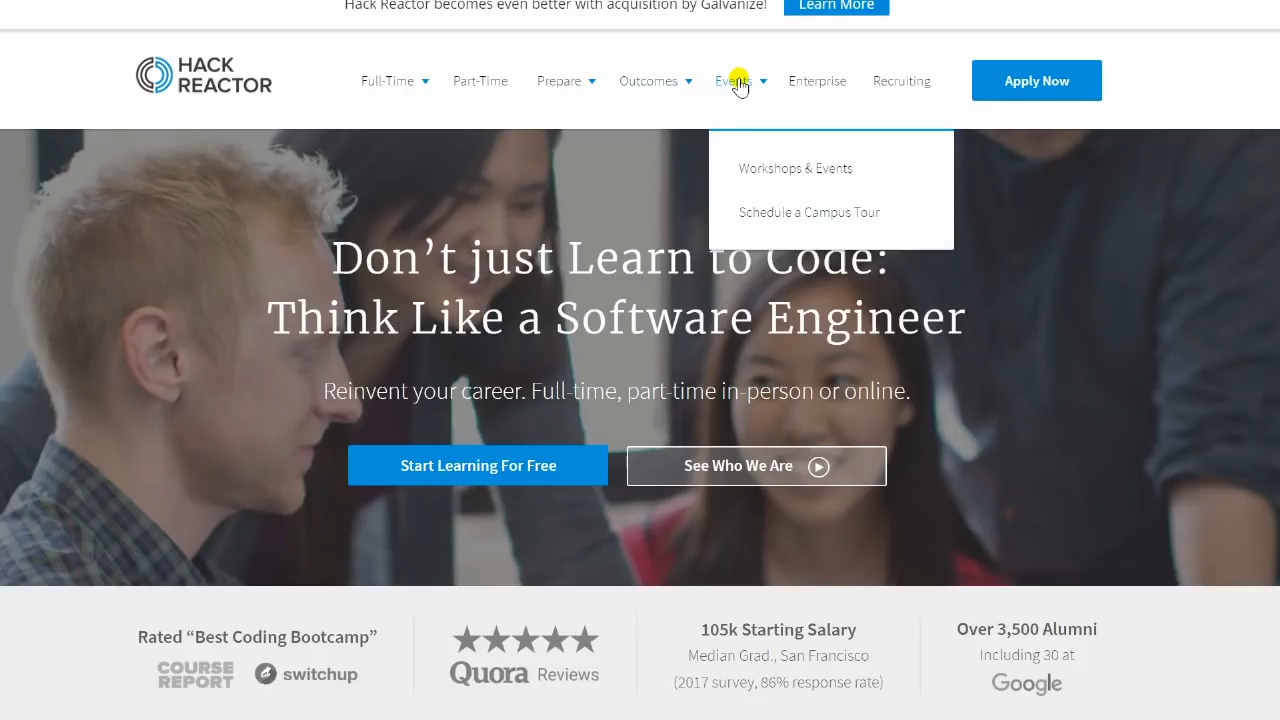 Hack Reactor becomes even better with acquisition by Galvanize!
Learn More
HACK
REACTOR
Full-Time
Part-Time
Prepare
Outcomes
Events
Enterprise
Recruiting
Apply Now
Workshops & Events
Schedule a Campus Tour
Don’t just Learn to Code:
Think Like a Software Engineer
Reinvent your career. Full-time, part-time in-person or online.
Start Learning For Free
See Who We Are
Rated “Best Coding Bootcamp”
COURSE
REPORT
switchup
Quora Reviews
105k Starting Salary
Median Grad., San Francisco
(2017 survey, 86% response rate)
Over 3,500 Alumni
Including 30 at
Google